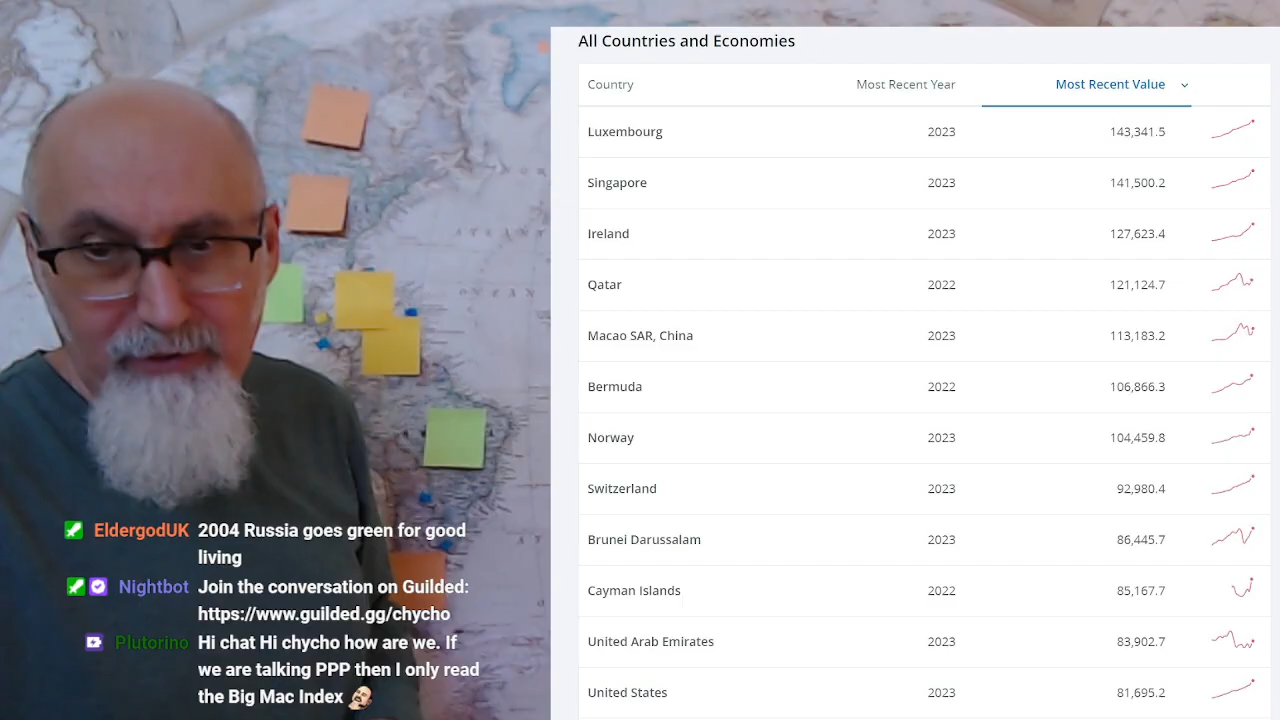 All Countries and Economies
Country Most Recent Year Most Recent Value
Luxembourg 2023 143,341.5
Singapore 2023 141,500.2
Ireland 2023 127,623.4
Qatar 2022 121,124.7
Macao SAR, China 2023 113,183.2
Bermuda 2022 106,866.3
Norway 2023 104,459.8
Switzerland 2023 92,980.4
Brunei Darussalam 2023 86,445.7
Cayman Islands 2022 85,167.7
United Arab Emirates 2023 83,902.7
United States 2023 81,695.2
EldergodUK 2004 Russia goes green for good
living
Nightbot Join the conversation on Guilded:
https://www.guilded.gg/chycho
Plutorino Hi chat Hi chycho how are we. If
we are talking PPP then I only read
the Big Mac Index